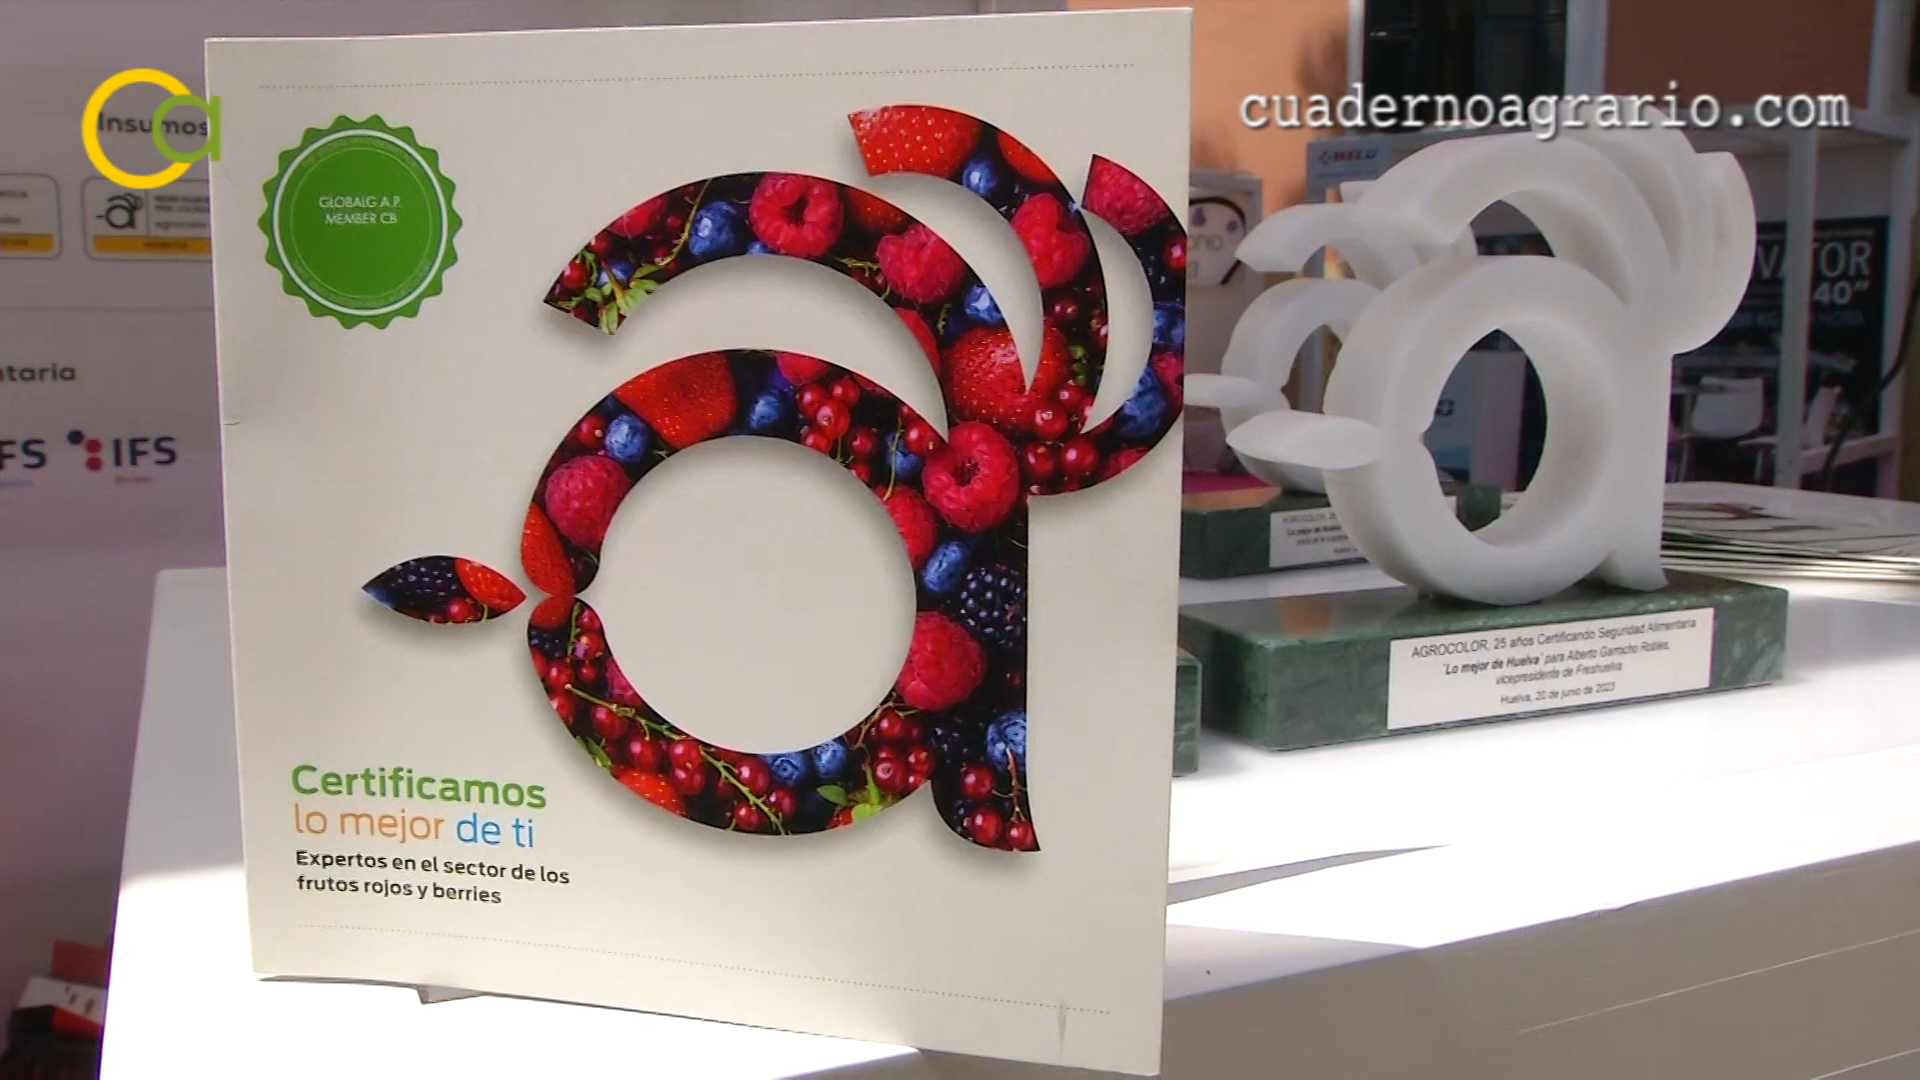 cuadernoagrario.com
Ca
Insumos
GLOBALG.A.P.
MEMBER CB
IFS
Certificamos
lo mejor de ti
Expertos en el sector de los
frutos rojos y berries
AGROCOLOR, 25 años Certificando Seguridad Alimentaria
"Lo mejor de Huelva" para Alberto Garrocho Robles,
vicepresidente de Freshuelva
Huelva, 20 de junio de 2023
40"